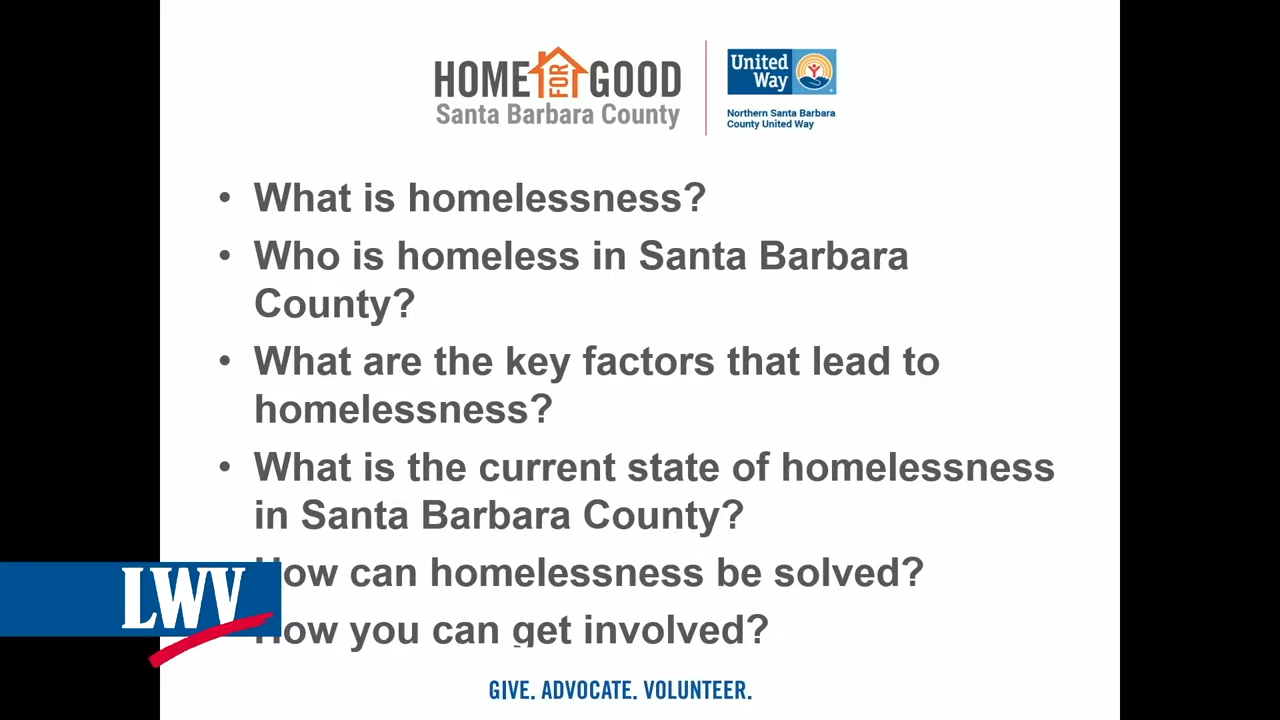 HOME FOR GOOD
Santa Barbara County
United
Way
Northern Santa Barbara
County United Way
• What is homelessness?
• Who is homeless in Santa Barbara
County?
• What are the key factors that lead to
homelessness?
• What is the current state of homelessness
in Santa Barbara County?
How can homelessness be solved?
How you can get involved?
LWV
GIVE. ADVOCATE. VOLUNTEER.